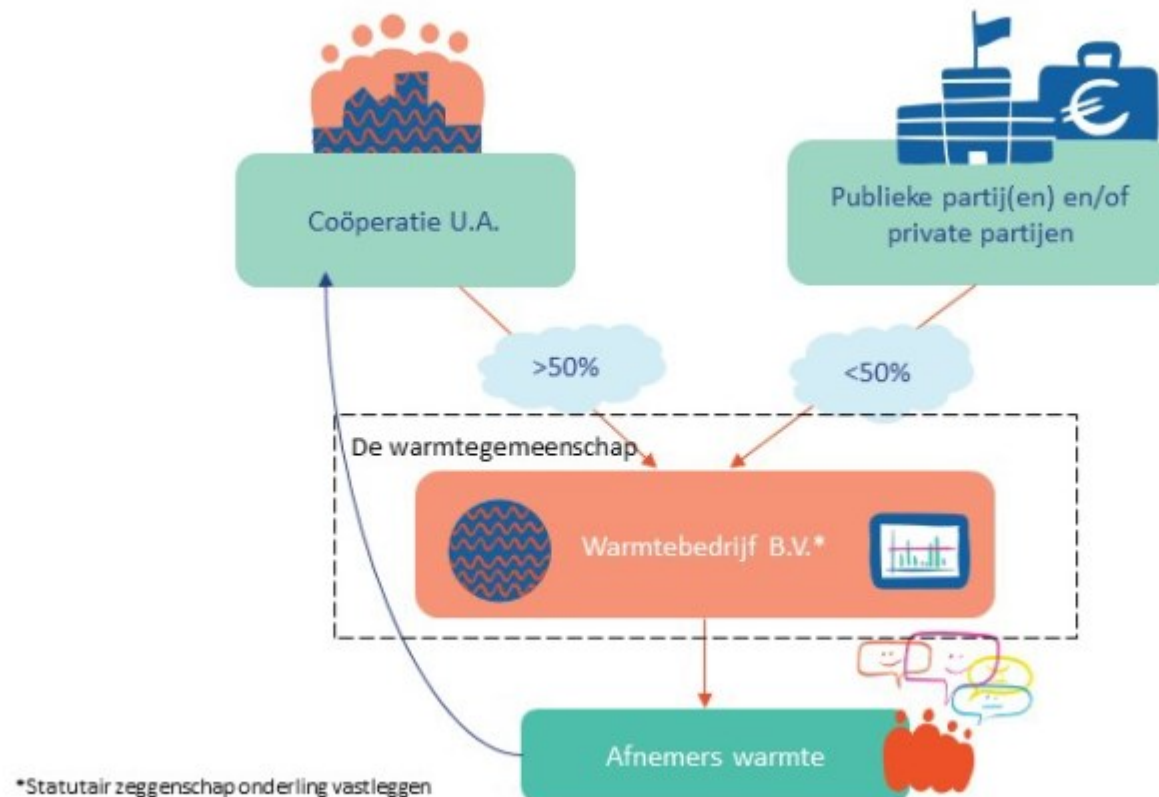 Coöperatie U.A.
Publieke partij(en) en/of
private partijen
€
>50%
<50%
De warmtegemeenschap
Warmtebedrijf B.V.*
Afnemers warmte
*Statutair zeggenschap onderling vastleggen